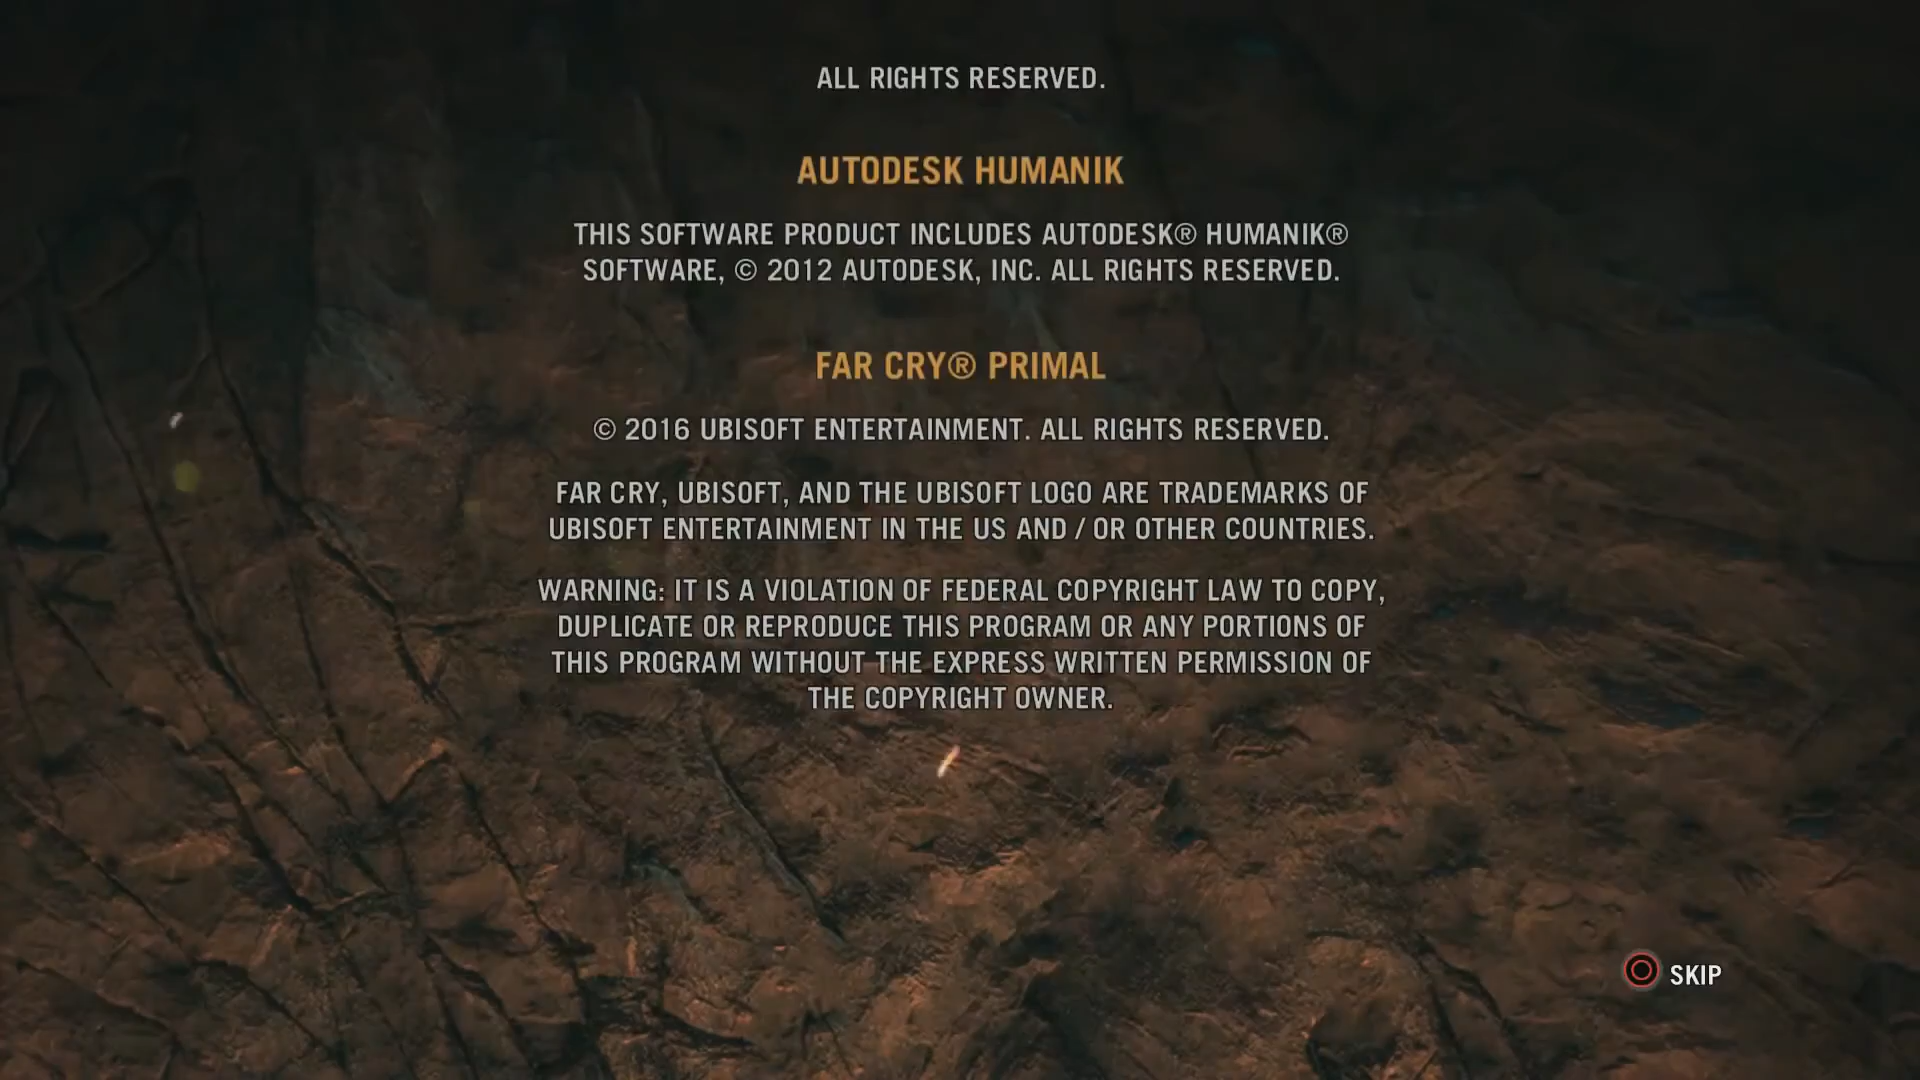 ALL RIGHTS RESERVED.
AUTODESK HUMANIK
THIS SOFTWARE PRODUCT INCLUDES AUTODESK® HUMANIK®
SOFTWARE, © 2012 AUTODESK, INC. ALL RIGHTS RESERVED.
FAR CRY® PRIMAL
© 2016 UBISOFT ENTERTAINMENT. ALL RIGHTS RESERVED.
FAR CRY, UBISOFT, AND THE UBISOFT LOGO ARE TRADEMARKS OF
UBISOFT ENTERTAINMENT IN THE US AND / OR OTHER COUNTRIES.
WARNING: IT IS A VIOLATION OF FEDERAL COPYRIGHT LAW TO COPY,
DUPLICATE OR REPRODUCE THIS PROGRAM OR ANY PORTIONS OF
THIS PROGRAM WITHOUT THE EXPRESS WRITTEN PERMISSION OF
THE COPYRIGHT OWNER.
SKIP